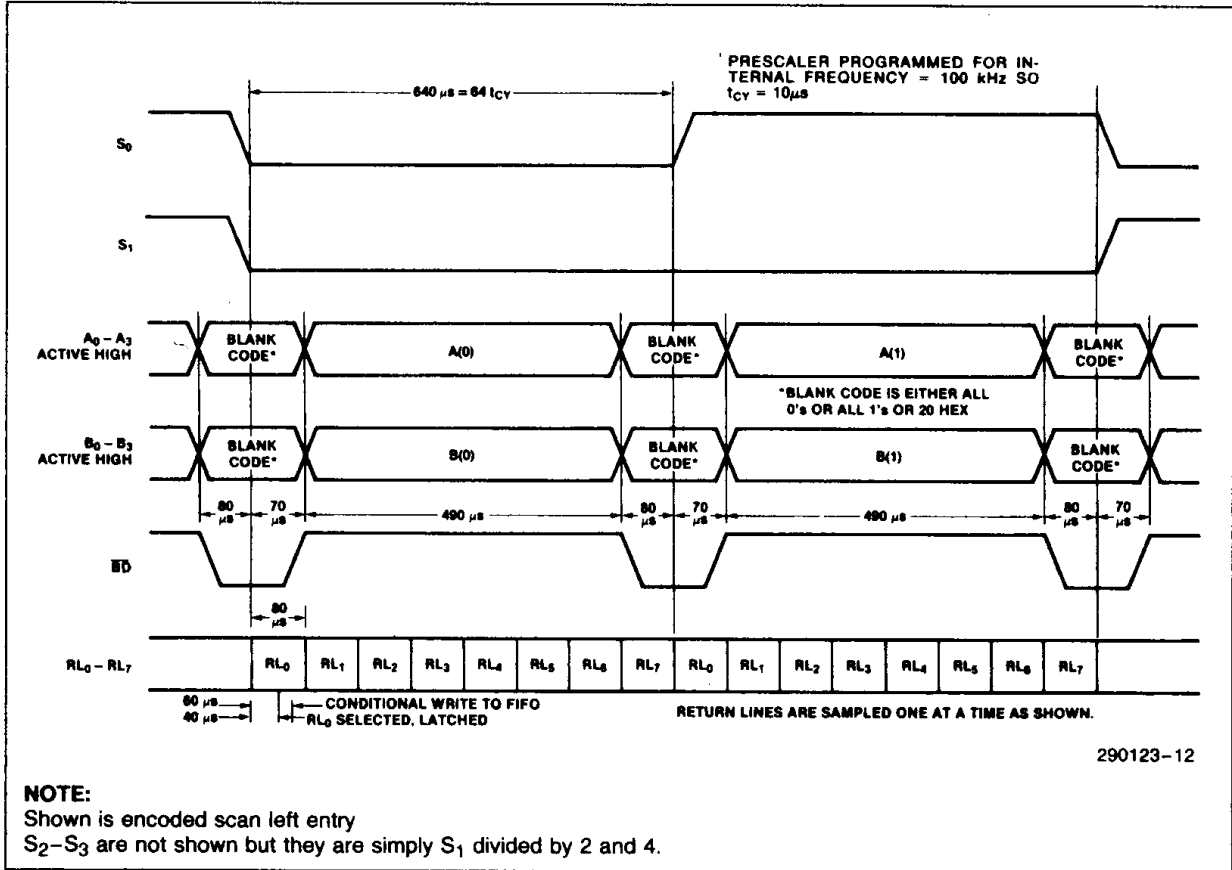 PRESCALER PROGRAMMED FOR IN-
TERNAL FREQUENCY = 100 kHz SO
tCY = 10μs
640 μs = 64 tCY
S0
S1
A0 – A3
ACTIVE HIGH
BLANK
CODE*
A(0)
BLANK
CODE*
A(1)
BLANK
CODE*
*BLANK CODE IS EITHER ALL
0's OR ALL 1's OR 20 HEX
B0 – B3
ACTIVE HIGH
BLANK
CODE*
B(0)
BLANK
CODE*
B(1)
BLANK
CODE*
80
μs
70
μs
490 μs
80
μs
70
μs
490 μs
80
μs
70
μs
BD
80
μs
RL0 – RL7
RL0 RL1 RL2 RL3 RL4 RL5 RL6 RL7 RL0 RL1 RL2 RL3 RL4 RL5 RL6 RL7
60 μs
CONDITIONAL WRITE TO FIFO
40 μs
RL0 SELECTED, LATCHED
RETURN LINES ARE SAMPLED ONE AT A TIME AS SHOWN.
290123–12
NOTE:
Shown is encoded scan left entry
S2–S3 are not shown but they are simply S1 divided by 2 and 4.